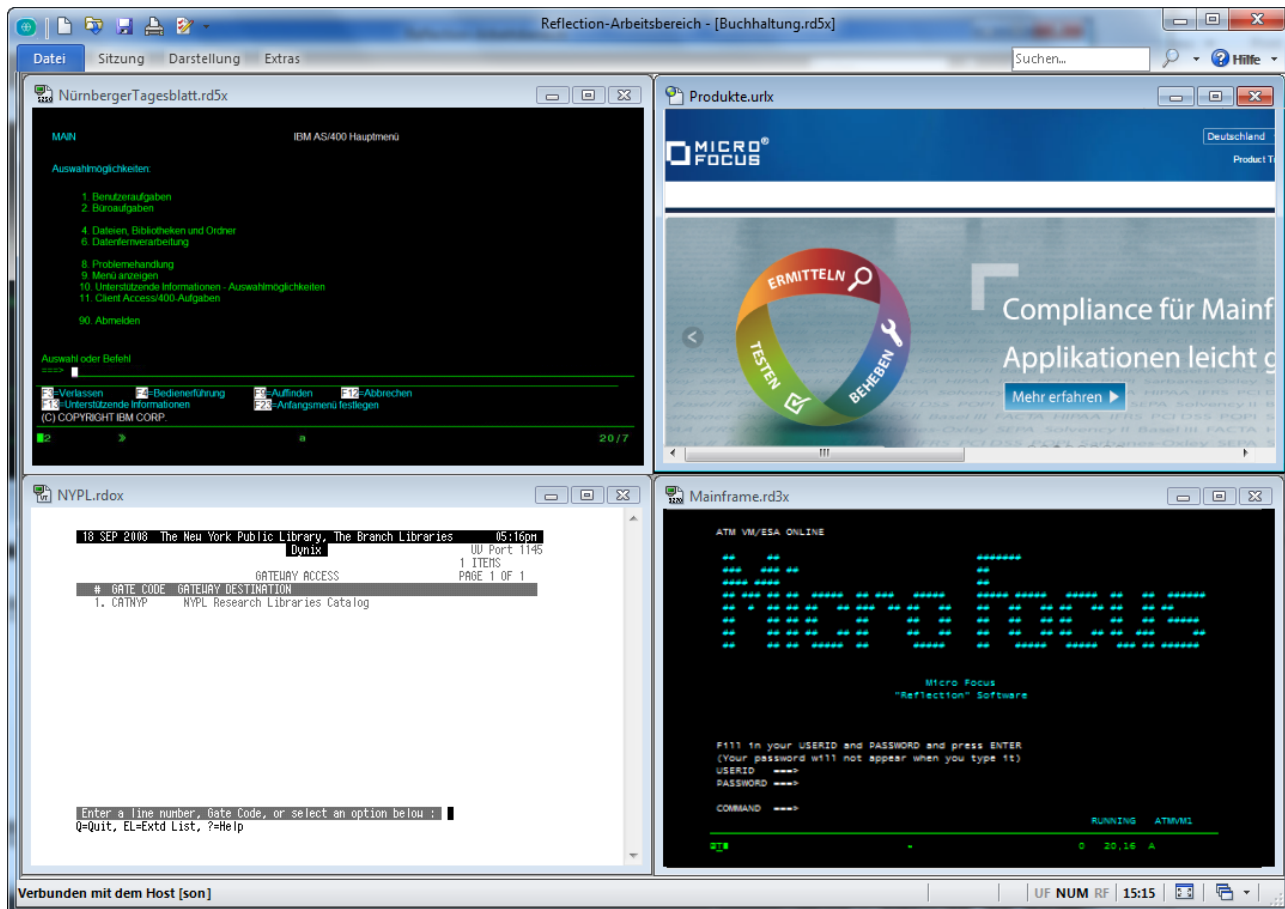 Reflection-Arbeitsbereich - [Buchhaltung.rd5x]
Datei Sitzung Darstellung Extras Suchen... Hilfe
NürnbergerTagesblatt.rd5x
MAIN IBM AS/400 Hauptmenü
Auswahlmöglichkeiten:
1. Benutzeraufgaben
2. Büroaufgaben
4. Dateien, Bibliotheken und Ordner
6. Datenfernverarbeitung
8. Problemehandlung
9. Menü anzeigen
10. Unterstützende Informationen - Auswahlmöglichkeiten
11. Client Access/400-Aufgaben
90. Abmelden
Auswahl oder Befehl
===>
F3=Verlassen F4=Bedienerführung F9=Auffinden F12=Abbrechen
F13=Unterstützende Informationen F23=Anfangsmenü festlegen
(C) COPYRIGHT IBM CORP.
2 a 20/7
Produkte.urlx
MICRO® FOCUS
Deutschland
Product T
ERMITTELN
TESTEN
BEHEBEN
Compliance für Mainf
Applikationen leicht g
Mehr erfahren
NYPL.rdox
18 SEP 2008 The New York Public Library, The Branch Libraries 05:16pm
Dynix UV Port 1145
1 ITEMS
GATEWAY ACCESS PAGE 1 OF 1
# GATE CODE GATEWAY DESTINATION
1. CATNYP NYPL Research Libraries Catalog
Enter a line number, Gate Code, or select an option below :
Q=Quit, EL=Extd List, ?=Help
Mainframe.rd3x
ATM VM/ESA ONLINE
Micro Focus
Micro Focus
"Reflection" Software
Fill in your USERID and PASSWORD and press ENTER
(Your password will not appear when you type it)
USERID ===>
PASSWORD ===>
COMMAND ===>
RUNNING ATMVM1
0 20,16 A
Verbunden mit dem Host [son] UF NUM RF 15:15